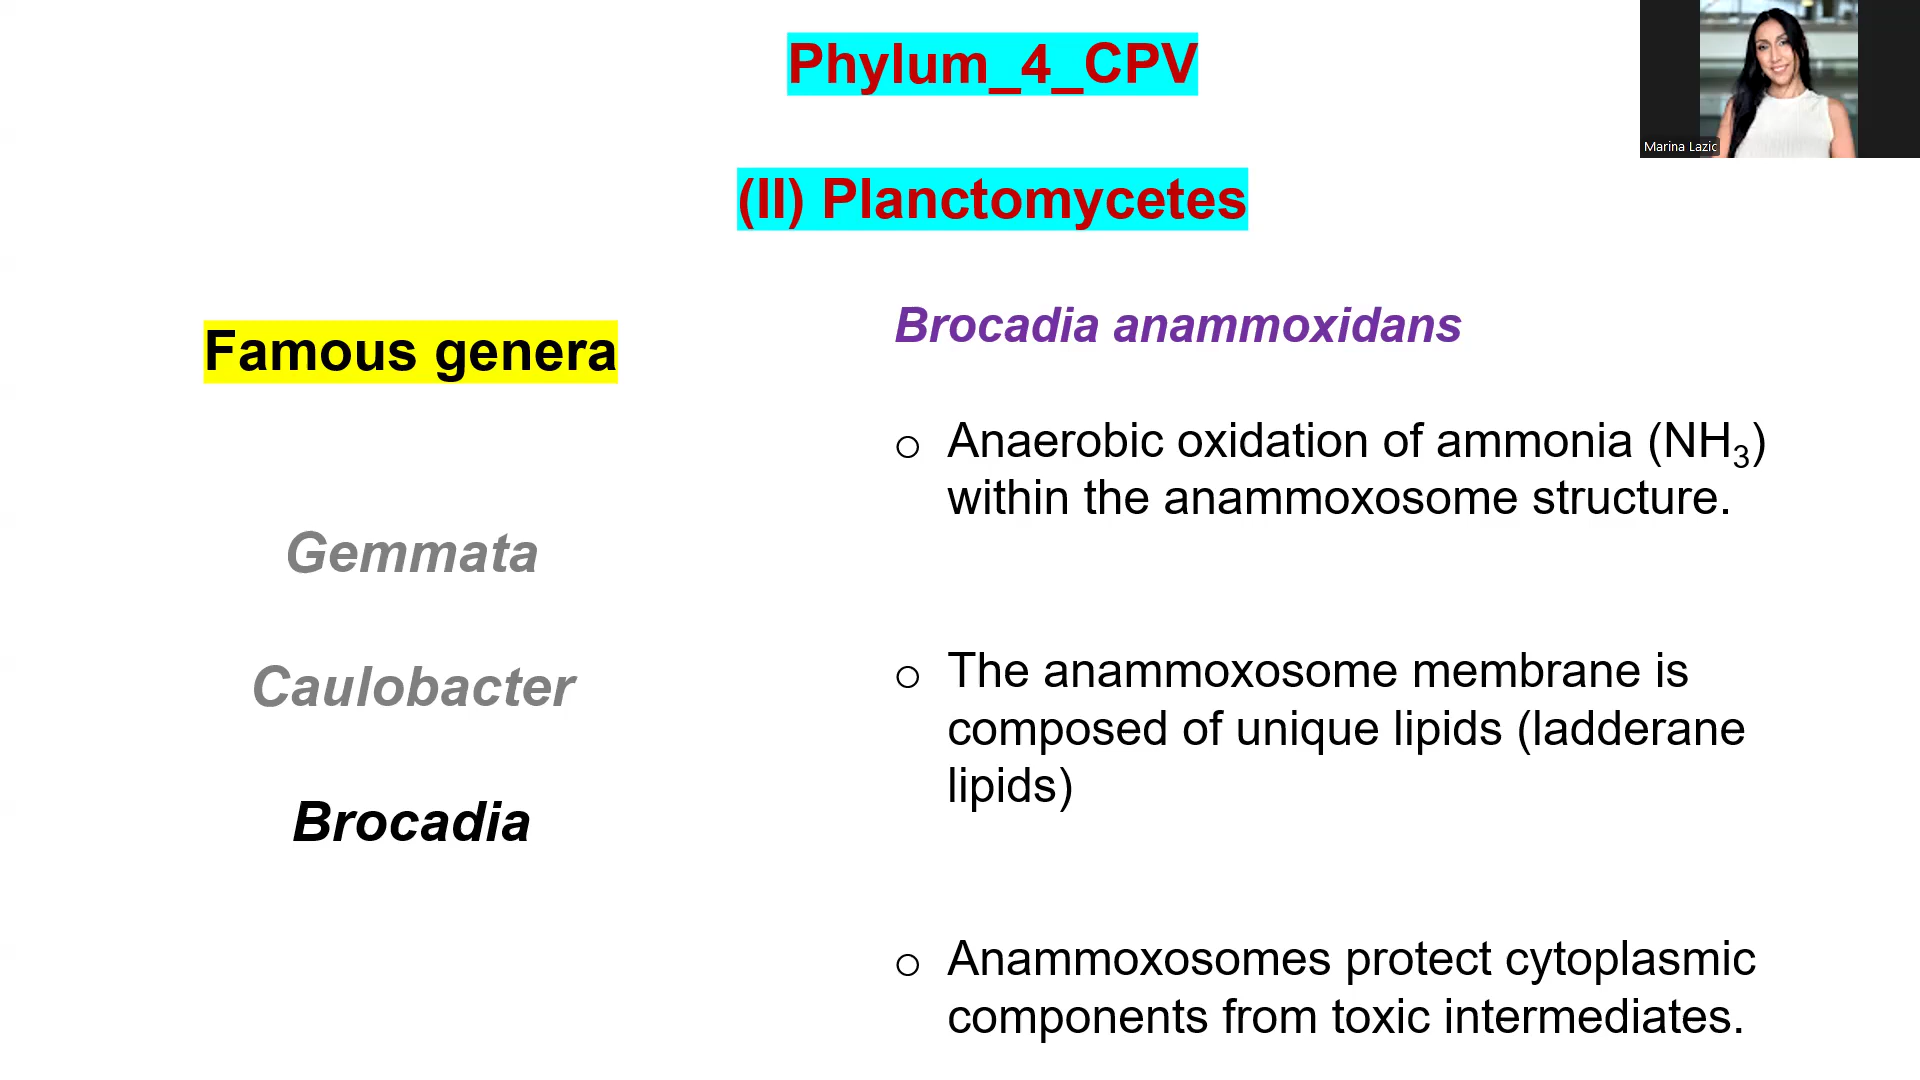 Phylum_4_CPV
Marina Lazic
(II) Planctomycetes
Famous genera
Gemmata
Caulobacter
Brocadia
Brocadia anammoxidans
o Anaerobic oxidation of ammonia (NH₃)
within the anammoxosome structure.
o The anammoxosome membrane is
composed of unique lipids (ladderane
lipids)
o Anammoxosomes protect cytoplasmic
components from toxic intermediates.